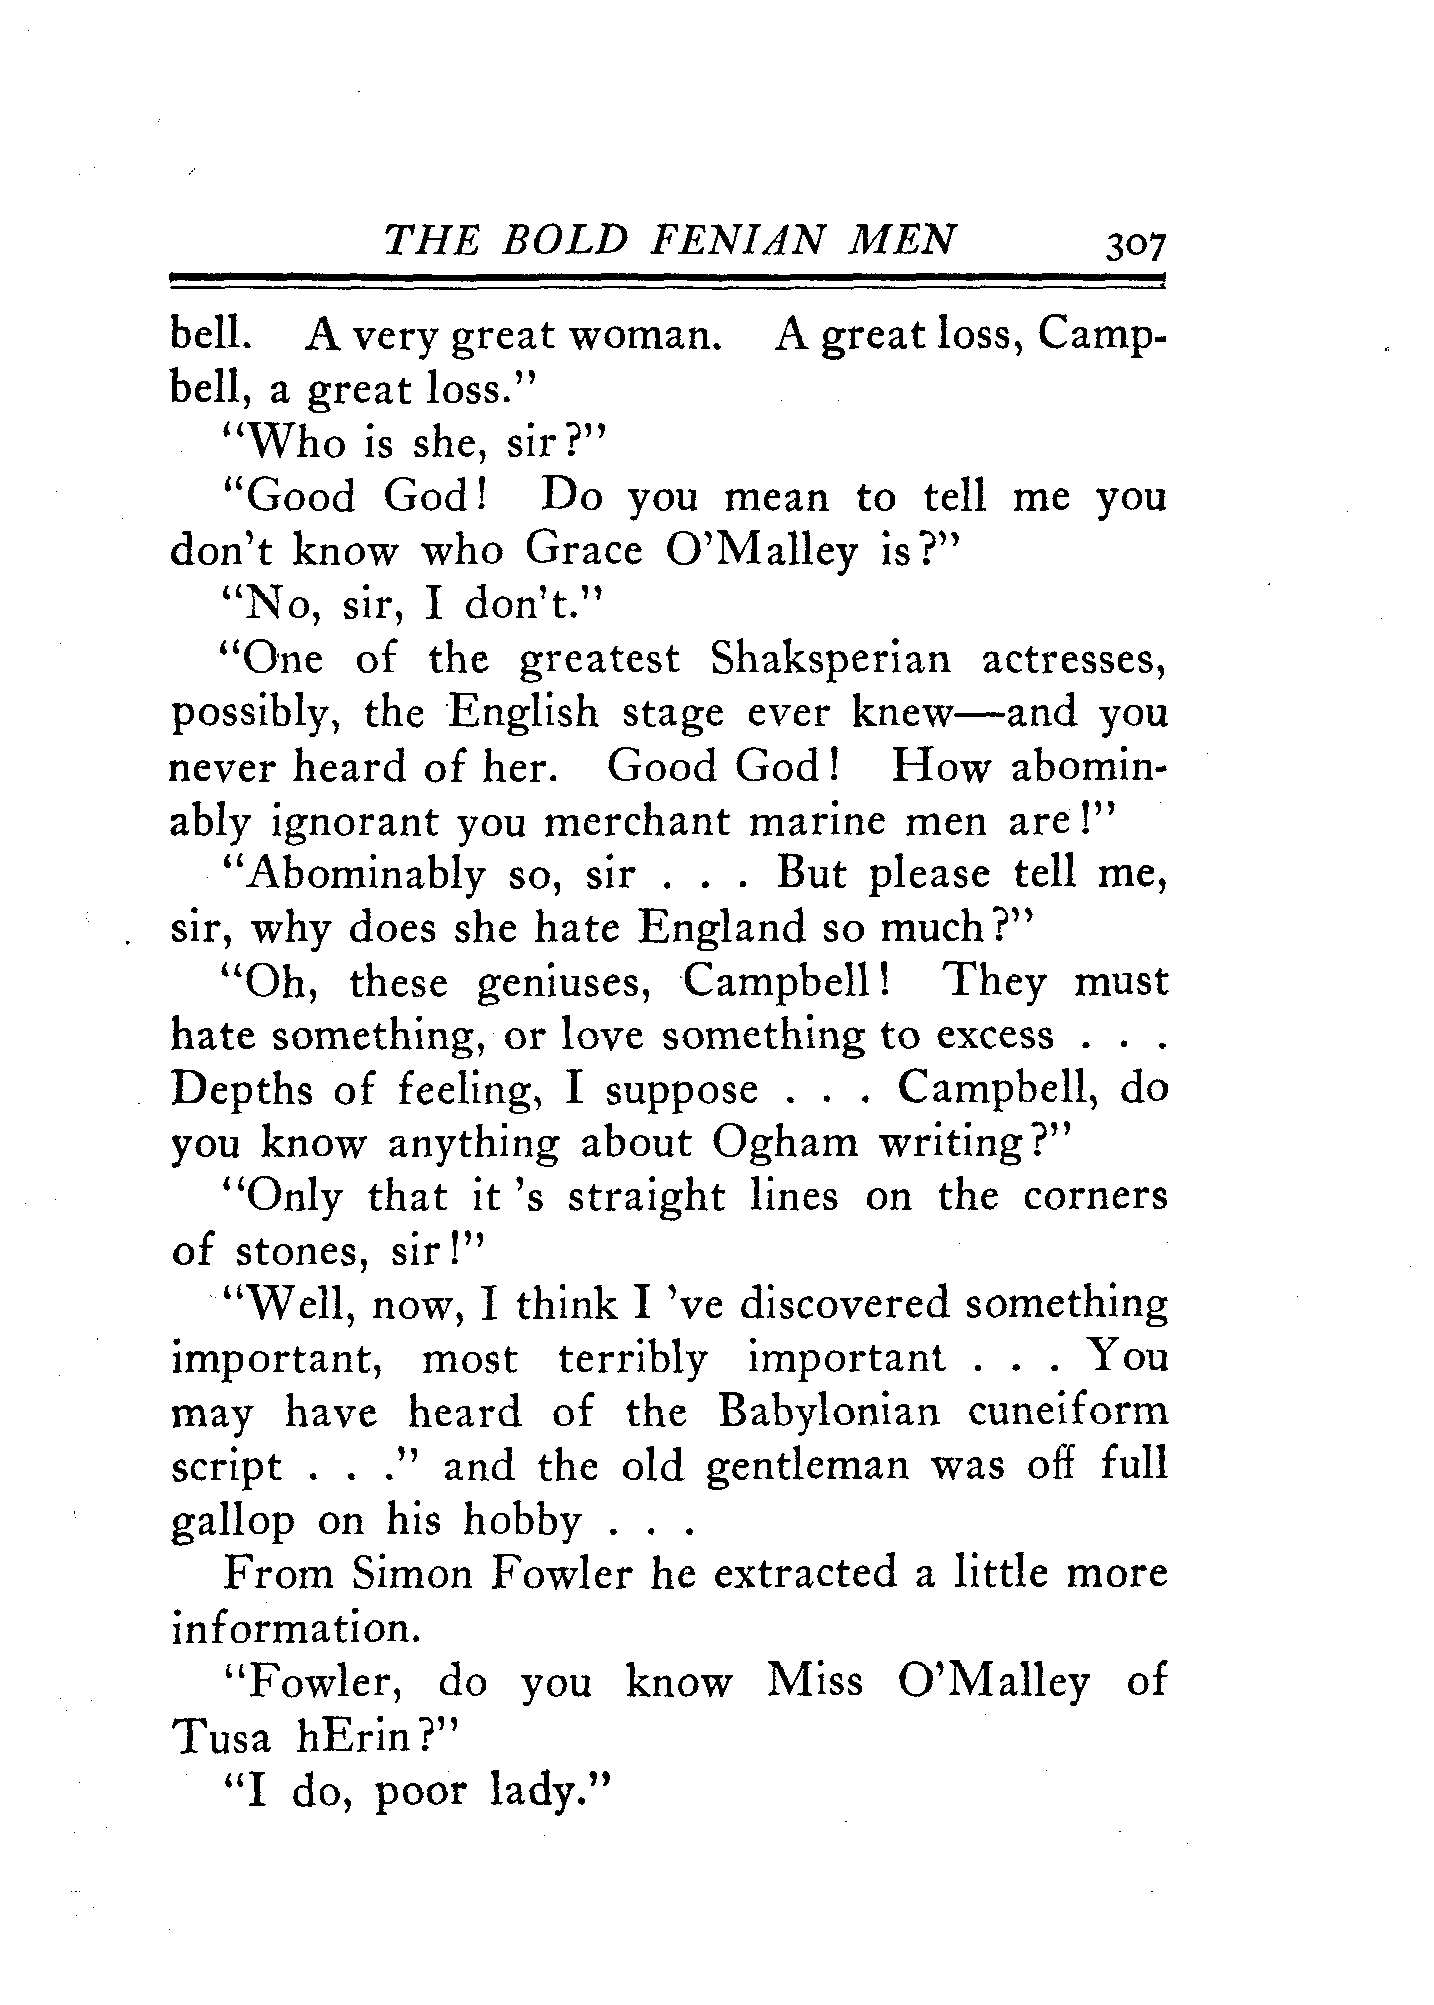 THE BOLD FENIAN MEN 307
bell. A very great woman. A great loss, Camp-
bell, a great loss."
"Who is she, sir?"
"Good God! Do you mean to tell me you
don't know who Grace O'Malley is?"
"No, sir, I don't."
"One of the greatest Shaksperian actresses,
possibly, the English stage ever knew—and you
never heard of her. Good God! How abomin-
ably ignorant you merchant marine men are!"
"Abominably so, sir . . . But please tell me,
sir, why does she hate England so much?"
"Oh, these geniuses, Campbell! They must
hate something, or love something to excess . . .
Depths of feeling, I suppose . . . Campbell, do
you know anything about Ogham writing?"
"Only that it 's straight lines on the corners
of stones, sir!"
"Well, now, I think I 've discovered something
important, most terribly important . . . You
may have heard of the Babylonian cuneiform
script . . ." and the old gentleman was off full
gallop on his hobby . . .
From Simon Fowler he extracted a little more
information.
"Fowler, do you know Miss O'Malley of
Tusa hErin?"
"I do, poor lady."